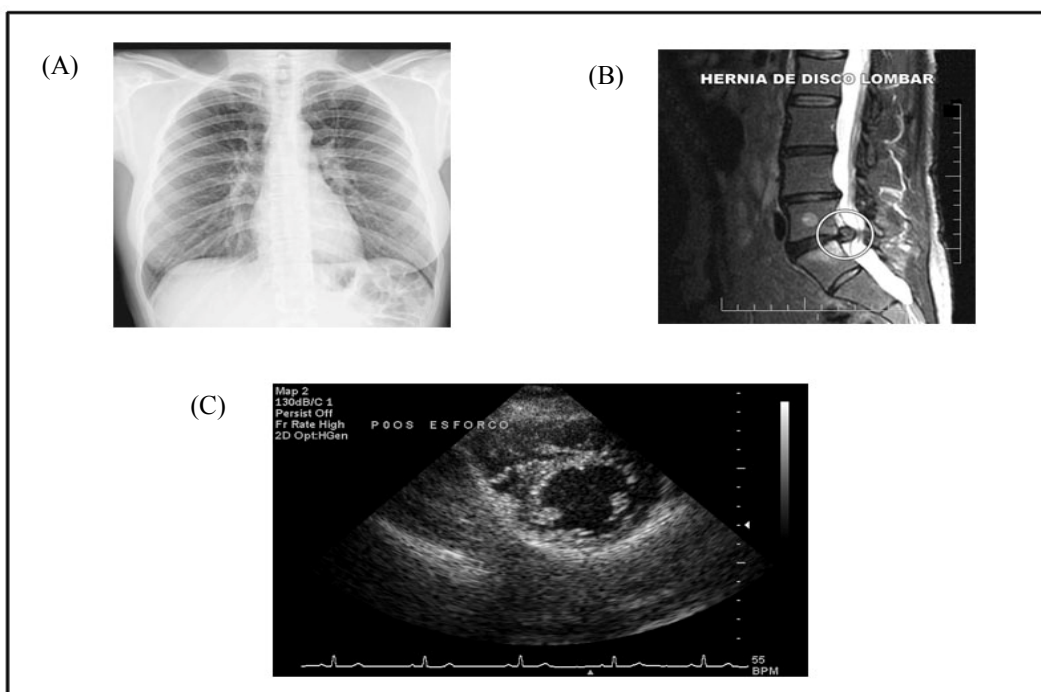 (A)
(B)
HERNIA DE DISCO LOMBAR
(C)
Map 2
130dB/C 1
Persist Off
Fr Rate High
2D Opt:HGen
P0OS ESFORCO
55
BPM